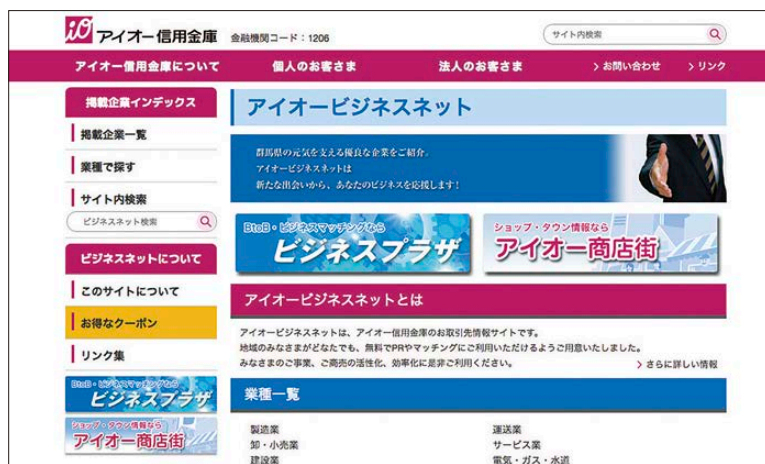 iO アイオー信用金庫 金融機関コード：1206 サイト内検索
アイオー信用金庫について 個人のお客さま 法人のお客さま > お問い合わせ > リンク
掲載企業インデックス
掲載企業一覧
業種で探す
サイト内検索
ビジネスネット検索
ビジネスネットについて
このサイトについて
お得なクーポン
リンク集
BtoB・ビジネスマッチングなら
ビジネスプラザ
ショップ・タウン情報なら
アイオー商店街
アイオービジネスネット
群馬県の元気を支える優良な企業をご紹介。
アイオービジネスネットは
新たな出会いから、あなたのビジネスを応援します！
BtoB・ビジネスマッチングなら
ビジネスプラザ
ショップ・タウン情報なら
アイオー商店街
アイオービジネスネットとは
アイオービジネスネットは、アイオー信用金庫のお取引先情報サイトです。
地域のみなさまがどなたでも、無料でPRやマッチングにご利用いただけるようご用意いたしました。
みなさまのご事業、ご商売の活性化、効率化に是非ご利用ください。
> さらに詳しい情報
業種一覧
製造業 運送業
卸・小売業 サービス業
建設業 電気・ガス・水道